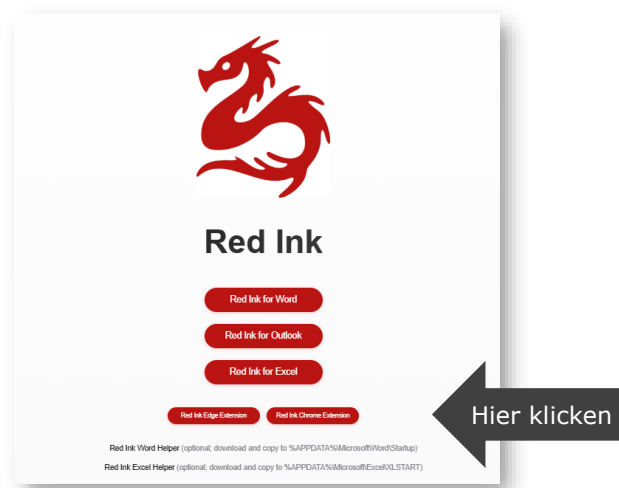 Red Ink
Red Ink for Word
Red Ink for Outlook
Red Ink for Excel
Red Ink Edge Extension Red Ink Chrome Extension
Hier klicken
Red Ink Word Helper (optional; download and copy to %APPDATA%\Microsoft\Word\Startup)
Red Ink Excel Helper (optional; download and copy to %APPDATA%\Microsoft\Excel\XLSTART)